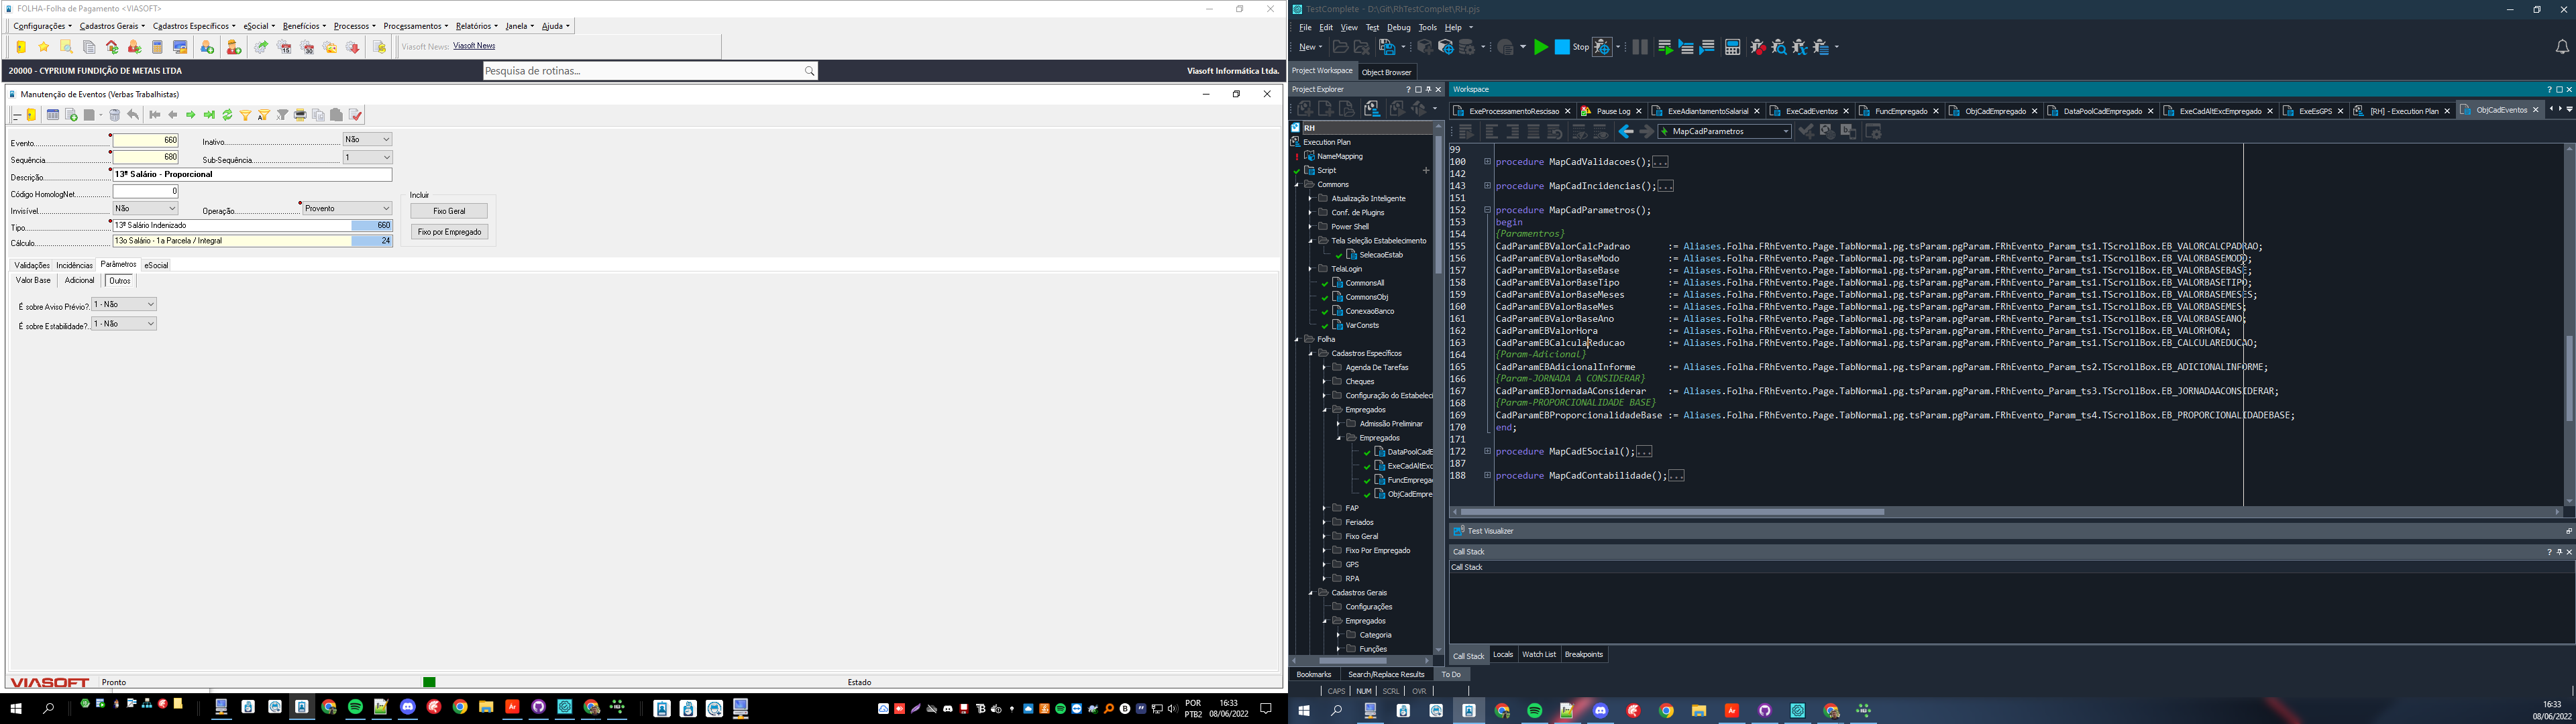 FOLHA-Folha de Pagamento <VIASOFT>
Configurações Cadastros Gerais Cadastros Específicos eSocial Benefícios Processos Processamentos Relatórios Janela Ajuda
Viasoft News: Viasoft News
20000 - CYPRIUM FUNDIÇÃO DE METAIS LTDA
Pesquisa de rotinas...
Viasoft Informática Ltda.
Manutenção de Eventos (Verbas Trabalhistas)
Evento 660 Inativo Não
Sequência 680 Sub-Sequência 1
Descrição 13º Salário - Proporcional
Código HomologNet 0
Invisível Não Operação Provento
Tipo 13º Salário Indenizado 660
Cálculo 13o Salário - 1a Parcela / Integral 24
Incluir
Fixo Geral
Fixo por Empregado
Validações Incidências Parâmetros eSocial
Valor Base Adicional Outros
É sobre Aviso Prévio? 1 - Não
É sobre Estabilidade? 1 - Não
VIASOFT Pronto Estado
POR
PTB2
16:33
08/06/2022
TestComplete - D:\Git\RhTestComplet\RH.pjs
File Edit View Test Debug Tools Help
New Stop
Project Workspace Object Browser
Project Explorer
RH
Execution Plan
NameMapping
Script
Commons
Atualização Inteligente
Conf. de Plugins
Power Shell
Tela Seleção Estabelecimento
SelecaoEstab
TelaLogin
CommonsAll
CommonsObj
ConexaoBanco
VarConsts
Folha
Cadastros Específicos
Agenda De Tarefas
Cheques
Configuração do Estabeleci
Empregados
Admissão Preliminar
Empregados
DataPoolCadE
ExeCadAltExc
FuncEmprega
ObjCadEmpre
FAP
Feriados
Fixo Geral
Fixo Por Empregado
GPS
RPA
Cadastros Gerais
Configurações
Empregados
Categoria
Funções
Bookmarks Search/Replace Results To Do
CAPS NUM SCRL OVR
Workspace
ExeProcessamentoRescisao Pause Log ExeAdiantamentoSalarial ExeCadEventos FuncEmpregado ObjCadEmpregado DataPoolCadEmpregado ExeCadAltExcEmpregado ExeEsGPS [RH] - Execution Plan ObjCadEventos
MapCadParametros
99
100 procedure MapCadValidacoes();...
142
143 procedure MapCadIncidencias();...
151
152 procedure MapCadParametros();
153 begin
154 {Paramentros}
155 CadParamEBValorCalcPadrao := Aliases.Folha.FRhEvento.Page.TabNormal.pg.tsParam.pgParam.FRhEvento_Param_ts1.TScrollBox.EB_VALORCALCPADRAO;
156 CadParamEBValorBaseModo := Aliases.Folha.FRhEvento.Page.TabNormal.pg.tsParam.pgParam.FRhEvento_Param_ts1.TScrollBox.EB_VALORBASEMODO;
157 CadParamEBValorBaseBase := Aliases.Folha.FRhEvento.Page.TabNormal.pg.tsParam.pgParam.FRhEvento_Param_ts1.TScrollBox.EB_VALORBASEBASE;
158 CadParamEBValorBaseTipo := Aliases.Folha.FRhEvento.Page.TabNormal.pg.tsParam.pgParam.FRhEvento_Param_ts1.TScrollBox.EB_VALORBASETIPO;
159 CadParamEBValorBaseMeses := Aliases.Folha.FRhEvento.Page.TabNormal.pg.tsParam.pgParam.FRhEvento_Param_ts1.TScrollBox.EB_VALORBASEMESES;
160 CadParamEBValorBaseMes := Aliases.Folha.FRhEvento.Page.TabNormal.pg.tsParam.pgParam.FRhEvento_Param_ts1.TScrollBox.EB_VALORBASEMES;
161 CadParamEBValorBaseAno := Aliases.Folha.FRhEvento.Page.TabNormal.pg.tsParam.pgParam.FRhEvento_Param_ts1.TScrollBox.EB_VALORBASEANO;
162 CadParamEBValorHora := Aliases.Folha.FRhEvento.Page.TabNormal.pg.tsParam.pgParam.FRhEvento_Param_ts1.TScrollBox.EB_VALORHORA;
163 CadParamEBCalculaReducao := Aliases.Folha.FRhEvento.Page.TabNormal.pg.tsParam.pgParam.FRhEvento_Param_ts1.TScrollBox.EB_CALCULAREDUCAO;
164 {Param-Adicional}
165 CadParamEBAdicionalInforme := Aliases.Folha.FRhEvento.Page.TabNormal.pg.tsParam.pgParam.FRhEvento_Param_ts2.TScrollBox.EB_ADICIONALINFORME;
166 {Param-JORNADA A CONSIDERAR}
167 CadParamEBJornadaAConsiderar := Aliases.Folha.FRhEvento.Page.TabNormal.pg.tsParam.pgParam.FRhEvento_Param_ts3.TScrollBox.EB_JORNADAACONSIDERAR;
168 {Param-PROPORCIONALIDADE BASE}
169 CadParamEBProporcionalidadeBase := Aliases.Folha.FRhEvento.Page.TabNormal.pg.tsParam.pgParam.FRhEvento_Param_ts4.TScrollBox.EB_PROPORCIONALIDADEBASE;
170 end;
171
172 procedure MapCadESocial();...
187
188 procedure MapCadContabilidade();...
Test Visualizer
Call Stack
Call Stack
Call Stack Locals Watch List Breakpoints
16:33
08/06/2022